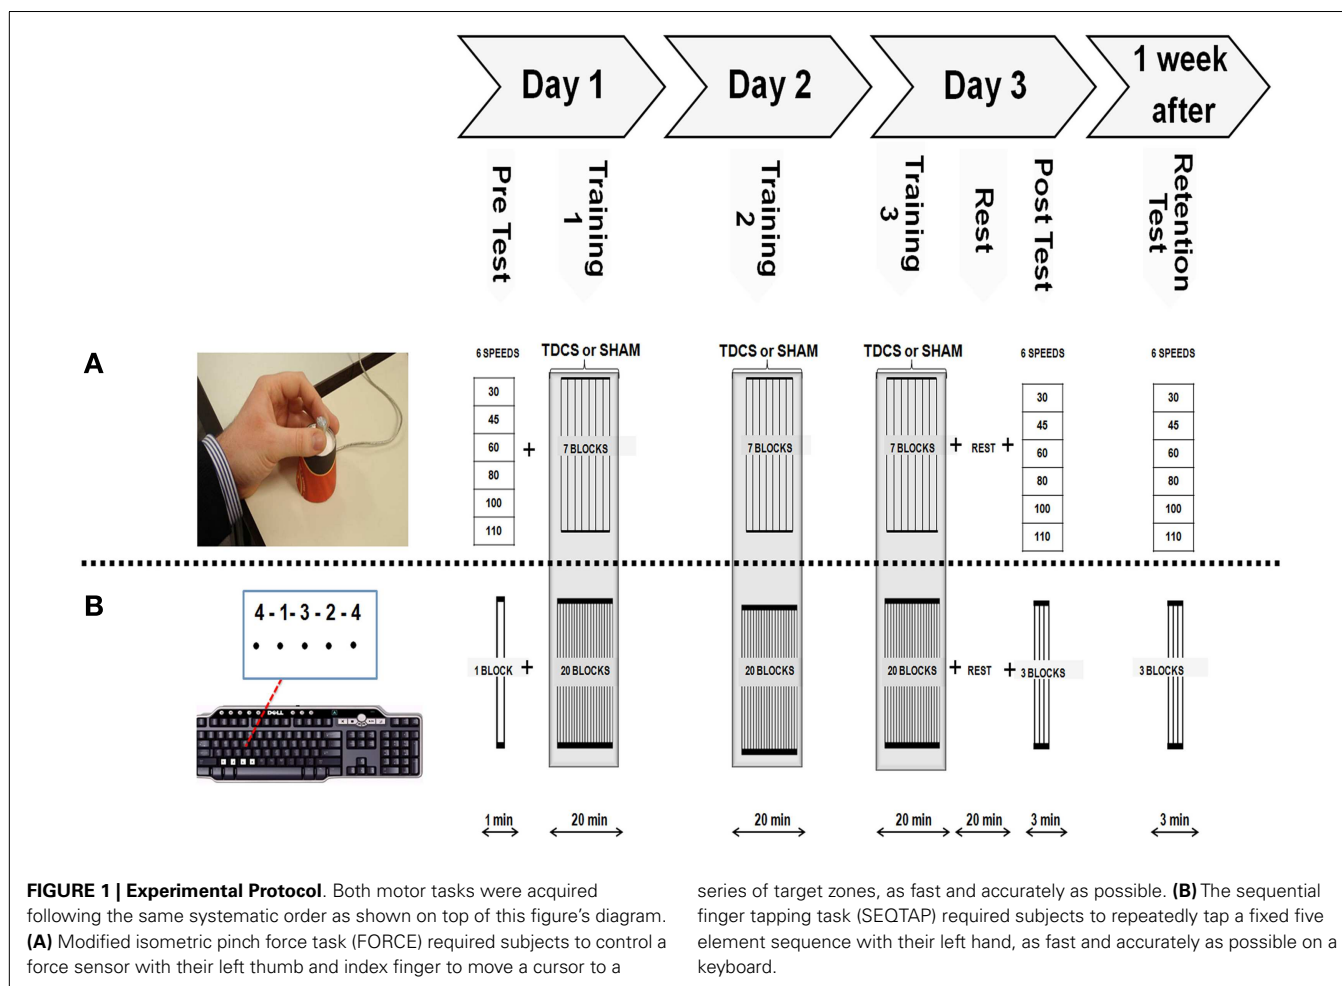 Day 1
Day 2
Day 3
1 week
after
Pre Test
Training
1
Training
2
Training
3
Rest
Post Test
Retention
Test
A
6 SPEEDS
TDCS or SHAM
TDCS or SHAM
TDCS or SHAM
6 SPEEDS
6 SPEEDS
30
45
60
80
100
110
+
7 BLOCKS
7 BLOCKS
7 BLOCKS
+ REST +
30
45
60
80
100
110
30
45
60
80
100
110
B
4 - 1 - 3 - 2 - 4
DELL
1 BLOCK +
20 BLOCKS
20 BLOCKS
20 BLOCKS
+ REST +
3 BLOCKS
3 BLOCKS
1 min
20 min
20 min
20 min
20 min
3 min
3 min
FIGURE 1 | Experimental Protocol. Both motor tasks were acquired
following the same systematic order as shown on top of this figure's diagram.
(A) Modified isometric pinch force task (FORCE) required subjects to control a
force sensor with their left thumb and index finger to move a cursor to a
series of target zones, as fast and accurately as possible. (B) The sequential
finger tapping task (SEQTAP) required subjects to repeatedly tap a fixed five
element sequence with their left hand, as fast and accurately as possible on a
keyboard.